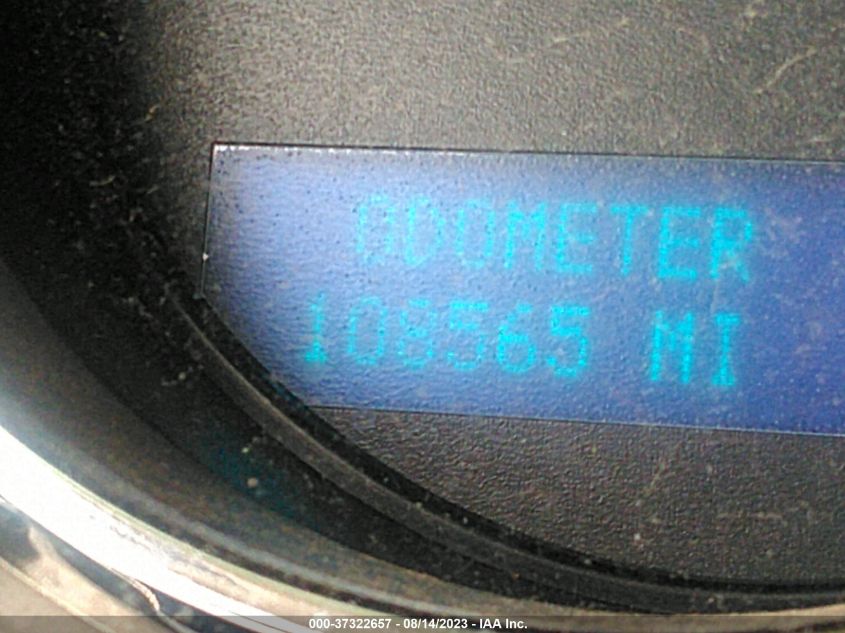 ODOMETER
108565 MI
000-37322657 - 08/14/2023 - IAA Inc.